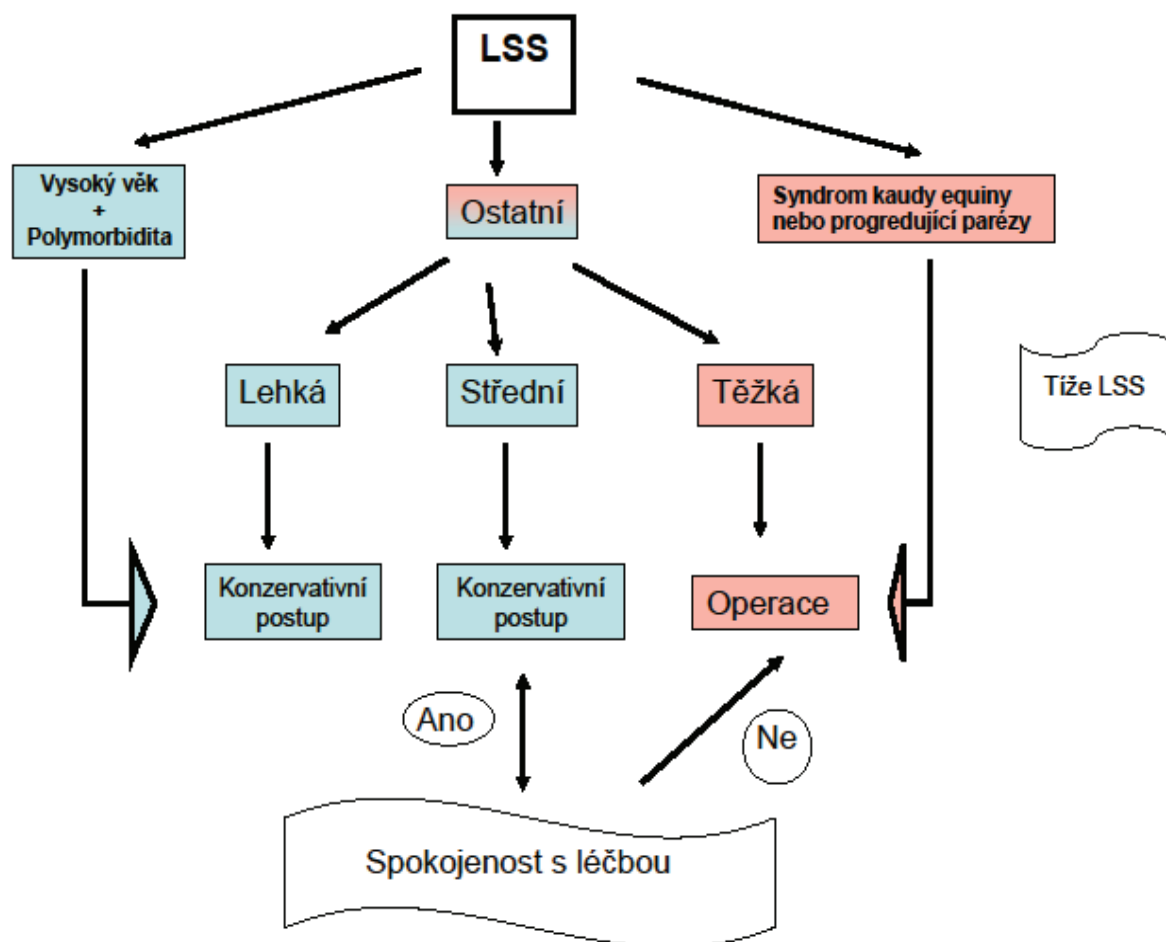 LSS
Vysoký věk
+
Polymorbidita
Ostatní
Syndrom kaudy equiny
nebo progredující parézy
Lehká
Střední
Těžká
Tíže LSS
Konzervativní
postup
Konzervativní
postup
Operace
Ano
Ne
Spokojenost s léčbou